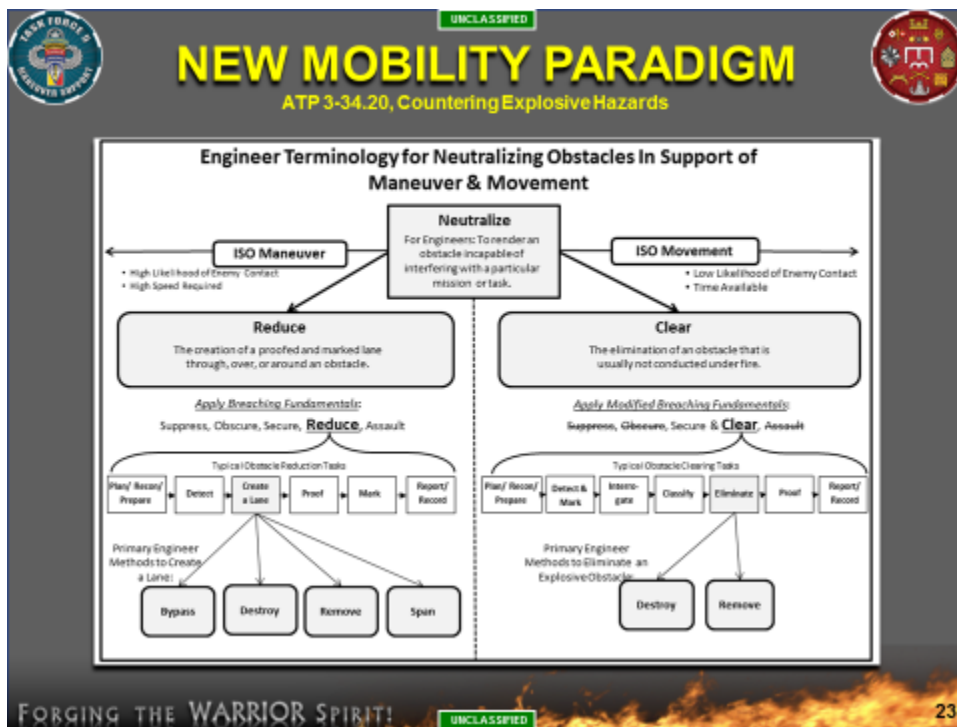 UNCLASSIFIED
TASK FORCE
MANEUVER SUPPORT
NEW MOBILITY PARADIGM
ATP 3-34.20, Countering Explosive Hazards
Engineer Terminology for Neutralizing Obstacles In Support of
Maneuver & Movement
Neutralize
For Engineers: To render an
obstacle incapable of
interfering with a particular
mission or task.
ISO Maneuver
• High Likelihood of Enemy Contact
• High Speed Required
ISO Movement
• Low Likelihood of Enemy Contact
• Time Available
Reduce
The creation of a proofed and marked lane
through, over, or around an obstacle.
Clear
The elimination of an obstacle that is
usually not conducted under fire.
Apply Breaching Fundamentals:
Suppress, Obscure, Secure, Reduce, Assault
Apply Modified Breaching Fundamentals:
Suppress, Obscure, Secure & Clear, Assault
Typical Obstacle Reduction Tasks
Plan/ Recon/
Prepare
Detect
Create
a Lane
Proof
Mark
Report/
Record
Typical Obstacle Clearing Tasks
Plan/ Recon/
Prepare
Detect &
Mark
Interro-
gate
Classify
Eliminate
Proof
Report/
Record
Primary Engineer
Methods to Create
a Lane:
Bypass
Destroy
Remove
Span
Primary Engineer
Methods to Eliminate an
Explosive Obstacle:
Destroy
Remove
FORGING THE WARRIOR SPIRIT!
UNCLASSIFIED
23